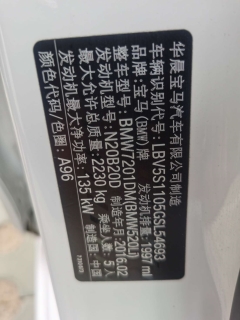 华晨宝马汽车有限公司制造
车辆识别代号: LBV5S1105GSL54693
品牌: 宝马(BMW)牌 发动机排量: 1997 ml
整车型号: BMW7201DM(BMW520Li)
发动机型号: N20B20D 制造年月: 2016.02
最大允许总质量: 2230 kg 乘坐人数: 5人
发动机最大净功率: 135 kW 制造国: 中国
颜色代码/色圈: A96